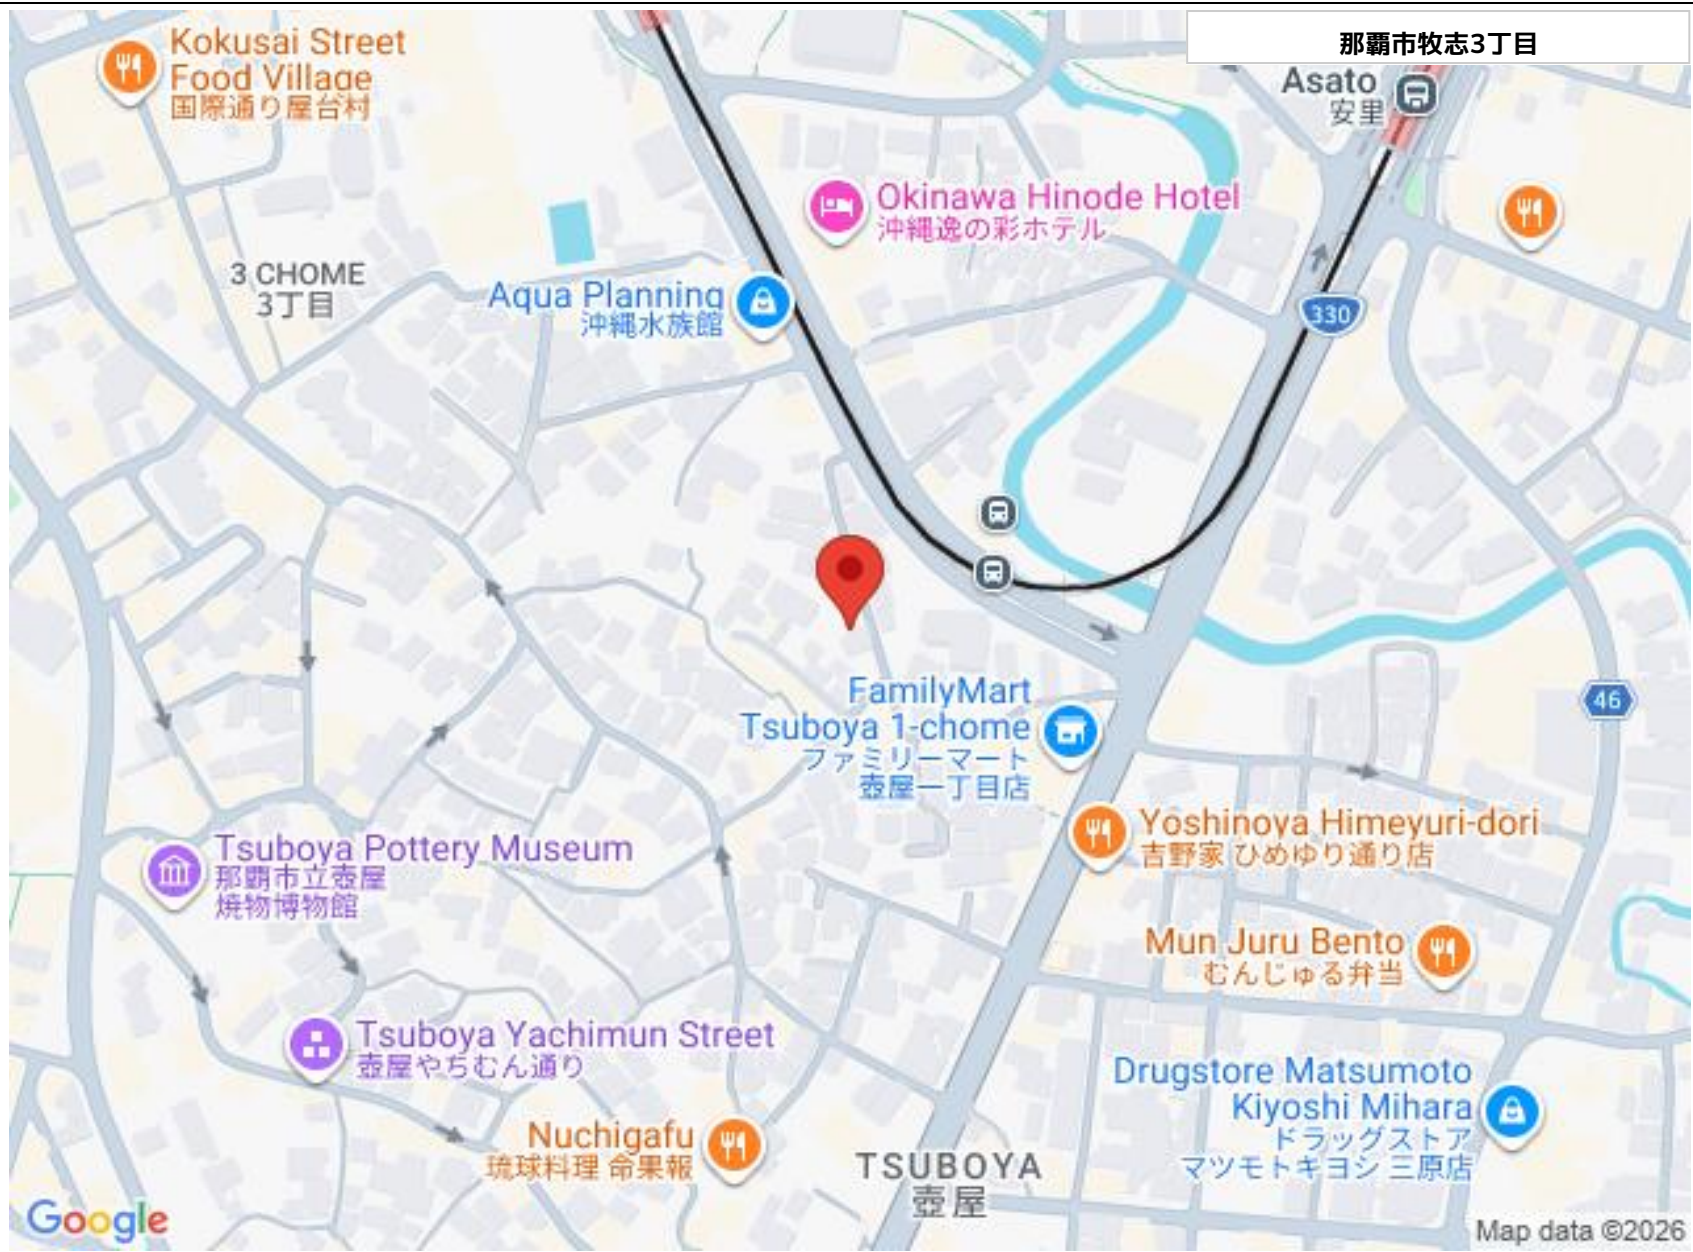 那覇市牧志3丁目
Kokusai Street
Food Village
国際通り屋台村
Asato
安里
Okinawa Hinode Hotel
沖縄逸の彩ホテル
3 CHOME
3丁目
Aqua Planning
沖縄水族館
330
FamilyMart
Tsuboya 1-chome
ファミリーマート
壺屋一丁目店
46
Yoshinoya Himeyuri-dori
吉野家 ひめゆり通り店
Tsuboya Pottery Museum
那覇市立壺屋
焼物博物館
Mun Juru Bento
むんじゅる弁当
Tsuboya Yachimun Street
壺屋やちむん通り
Drugstore Matsumoto
Kiyoshi Mihara
ドラッグストア
マツモトキヨシ 三原店
Nuchigafu
琉球料理 命果報
TSUBOYA
壺屋
Google
Map data ©2026